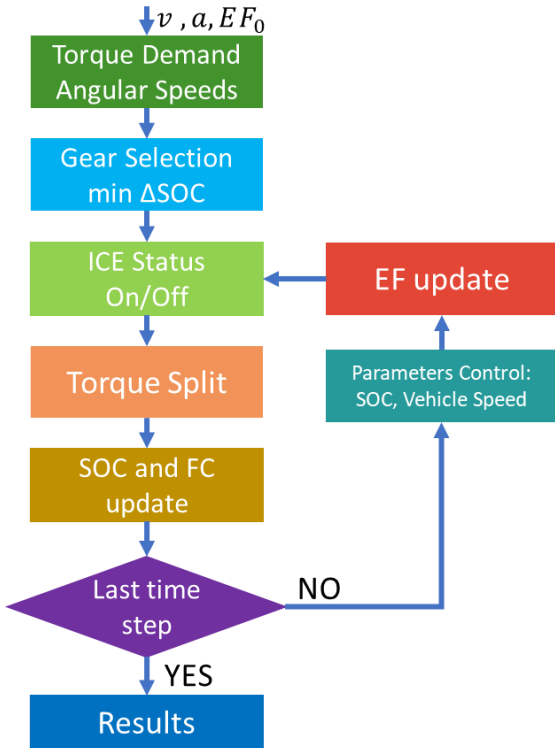 v , a, EF₀
Torque Demand
Angular Speeds
Gear Selection
min ΔSOC
ICE Status
On/Off
EF update
Torque Split
Parameters Control:
SOC, Vehicle Speed
SOC and FC
update
Last time
step
NO
YES
Results